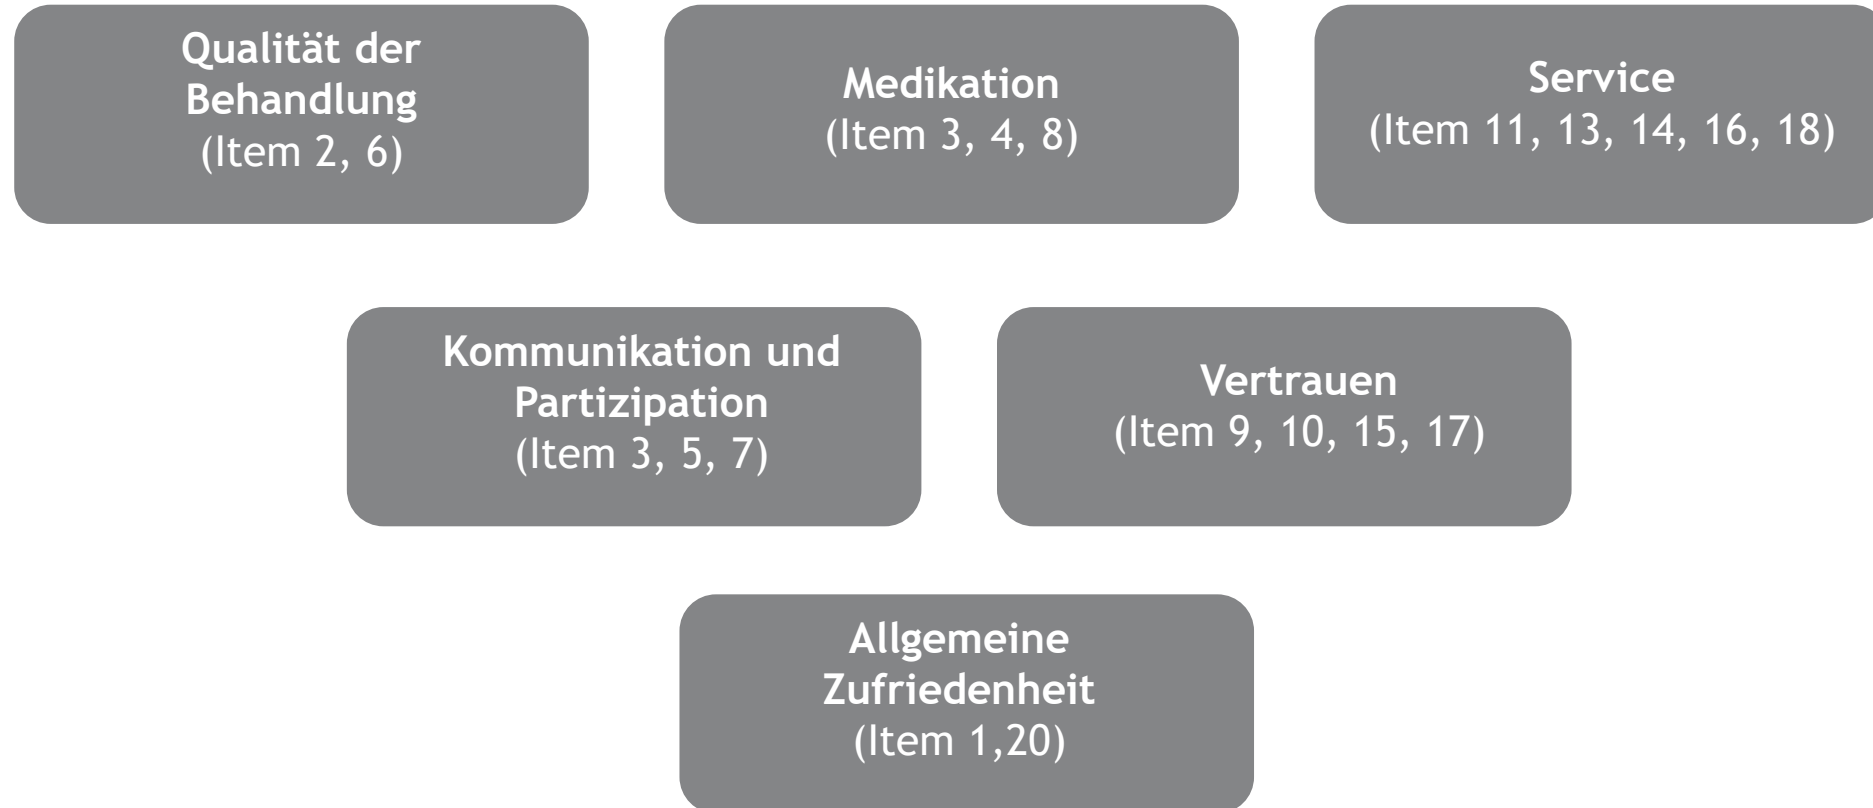 Qualität der
Behandlung
(Item 2, 6)
Medikation
(Item 3, 4, 8)
Service
(Item 11, 13, 14, 16, 18)
Kommunikation und
Partizipation
(Item 3, 5, 7)
Vertrauen
(Item 9, 10, 15, 17)
Allgemeine
Zufriedenheit
(Item 1,20)